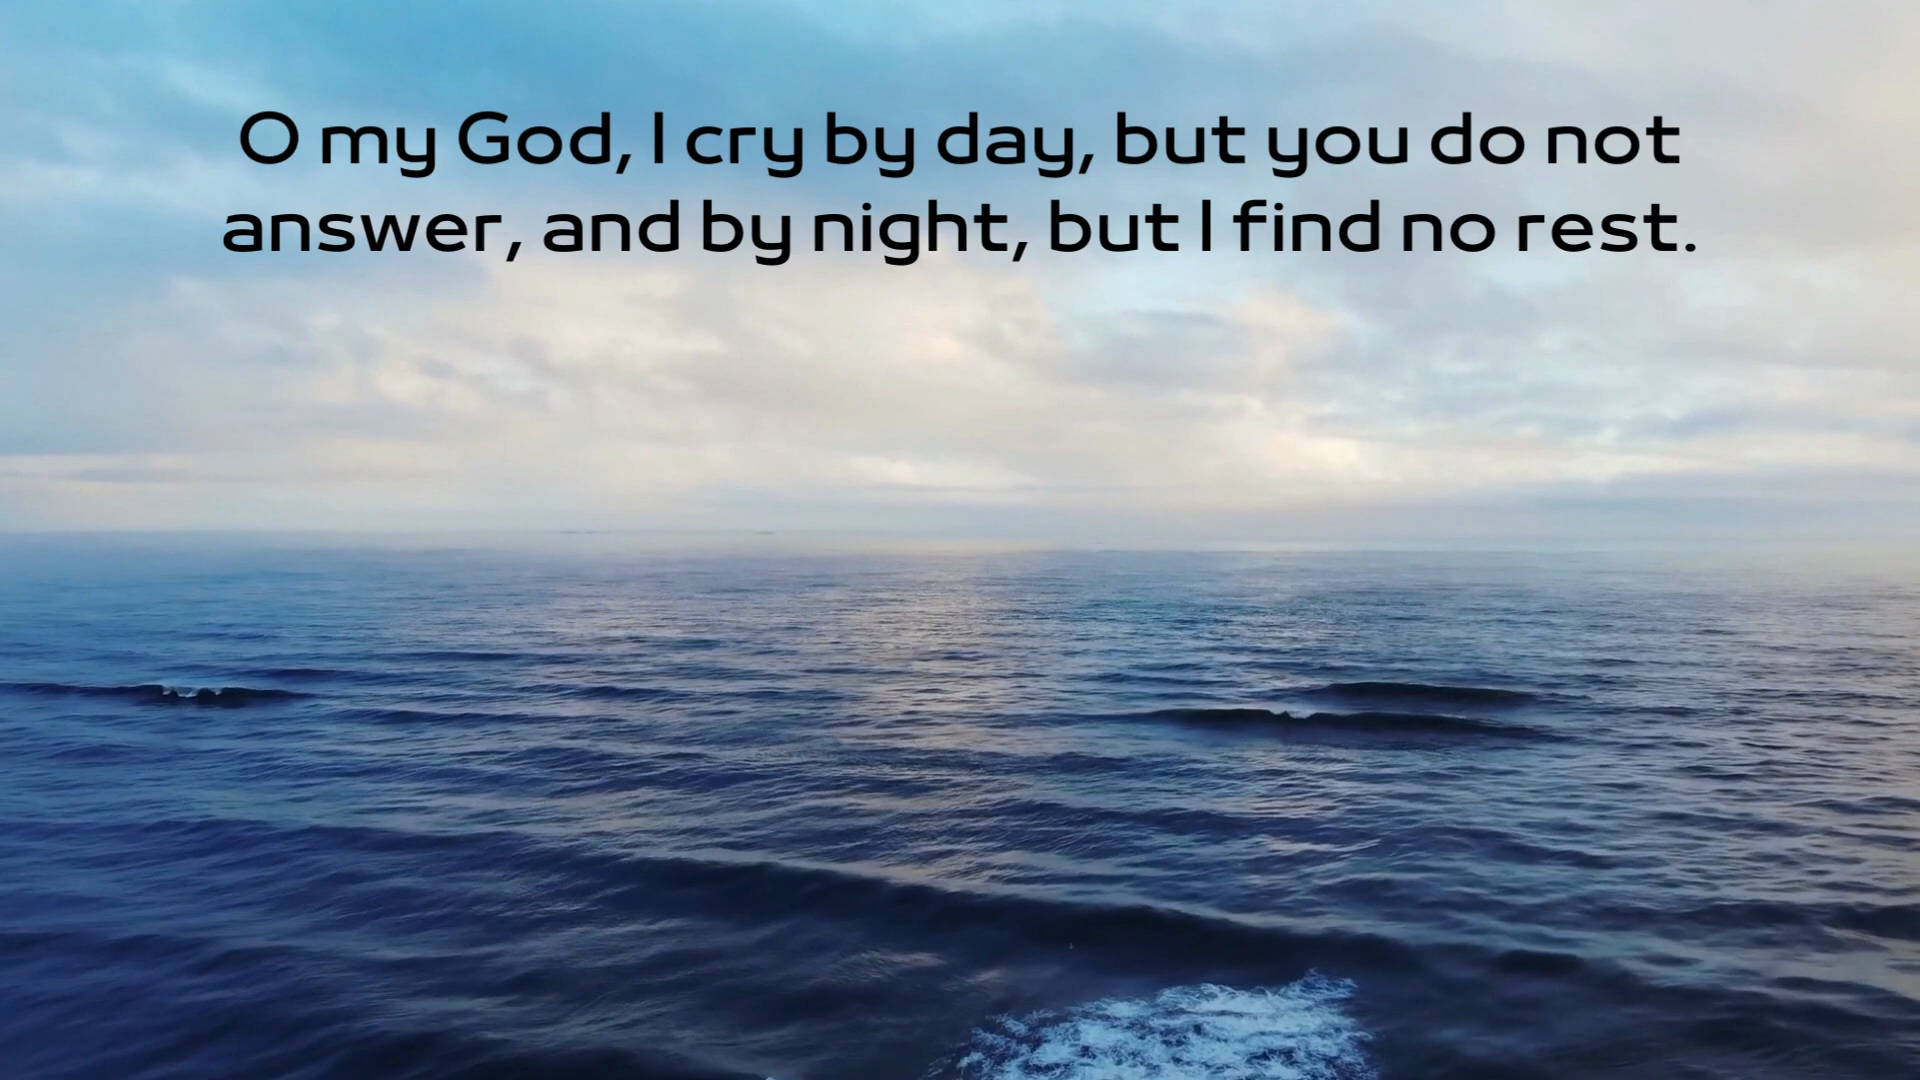 O my God, I cry by day, but you do not
answer, and by night, but I find no rest.